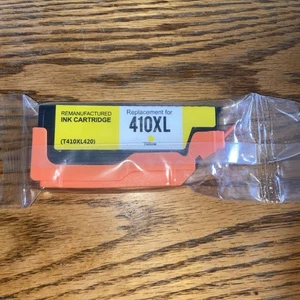 REMANUFACTURED
INK CARTRIDGE
(T410XL420)
Replacement for
410XL